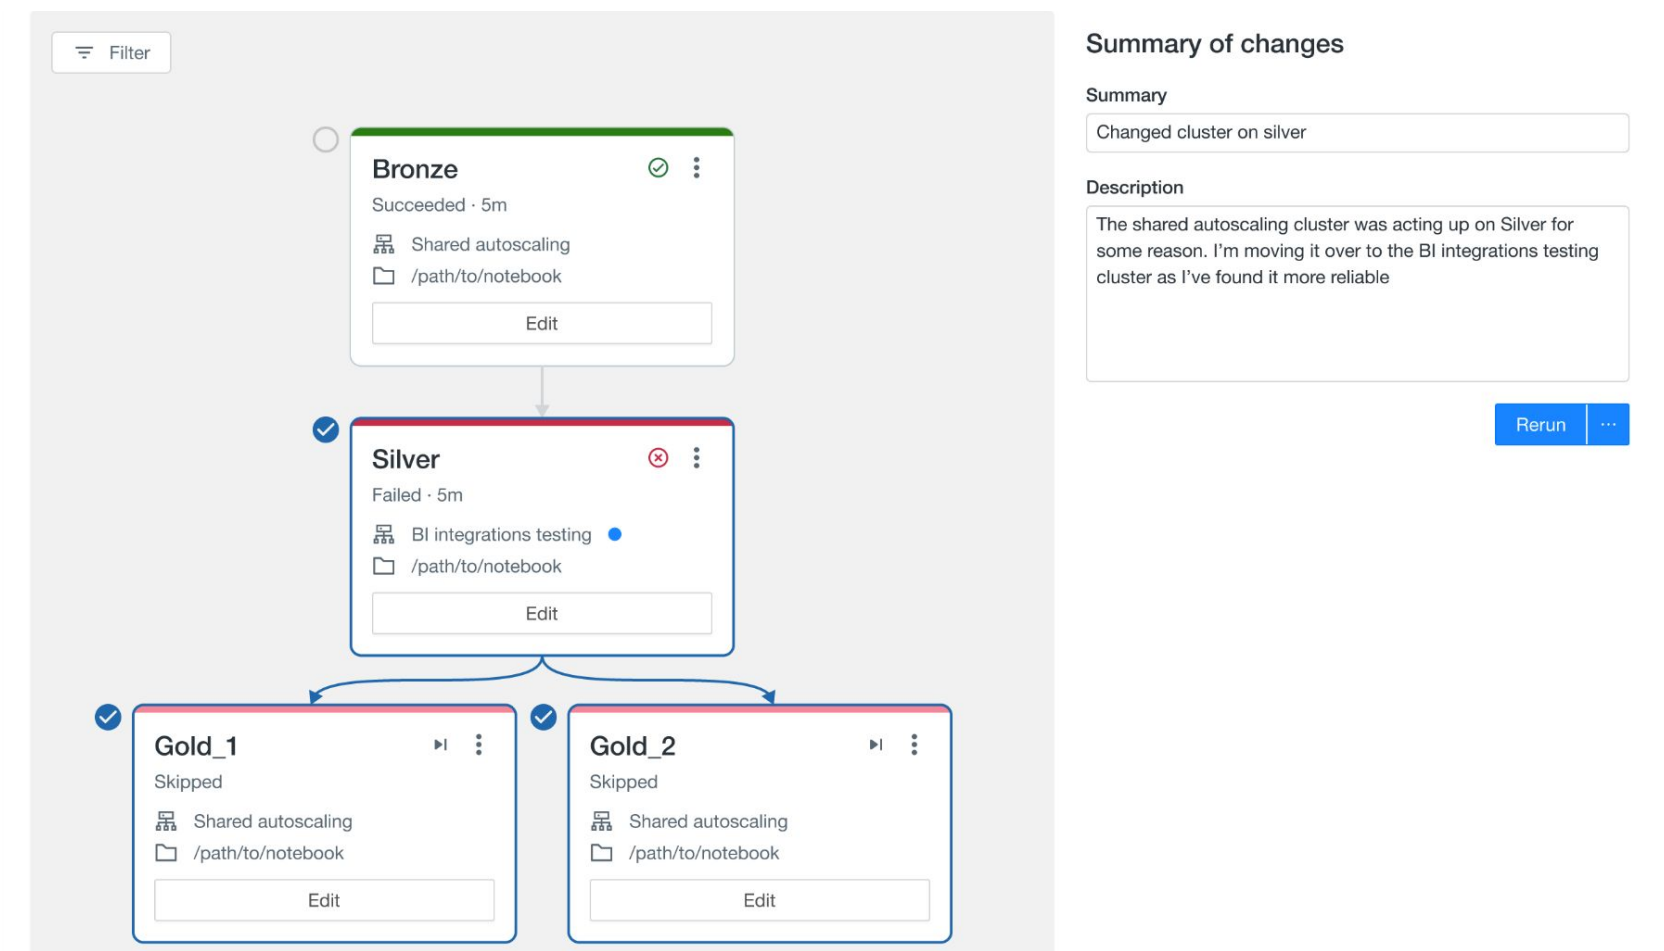 Filter
Bronze
Succeeded · 5m
Shared autoscaling
/path/to/notebook
Edit
Silver
Failed · 5m
BI integrations testing
/path/to/notebook
Edit
Gold_1
Skipped
Shared autoscaling
/path/to/notebook
Edit
Gold_2
Skipped
Shared autoscaling
/path/to/notebook
Edit
Summary of changes
Summary
Changed cluster on silver
Description
The shared autoscaling cluster was acting up on Silver for
some reason. I’m moving it over to the BI integrations testing
cluster as I’ve found it more reliable
Rerun